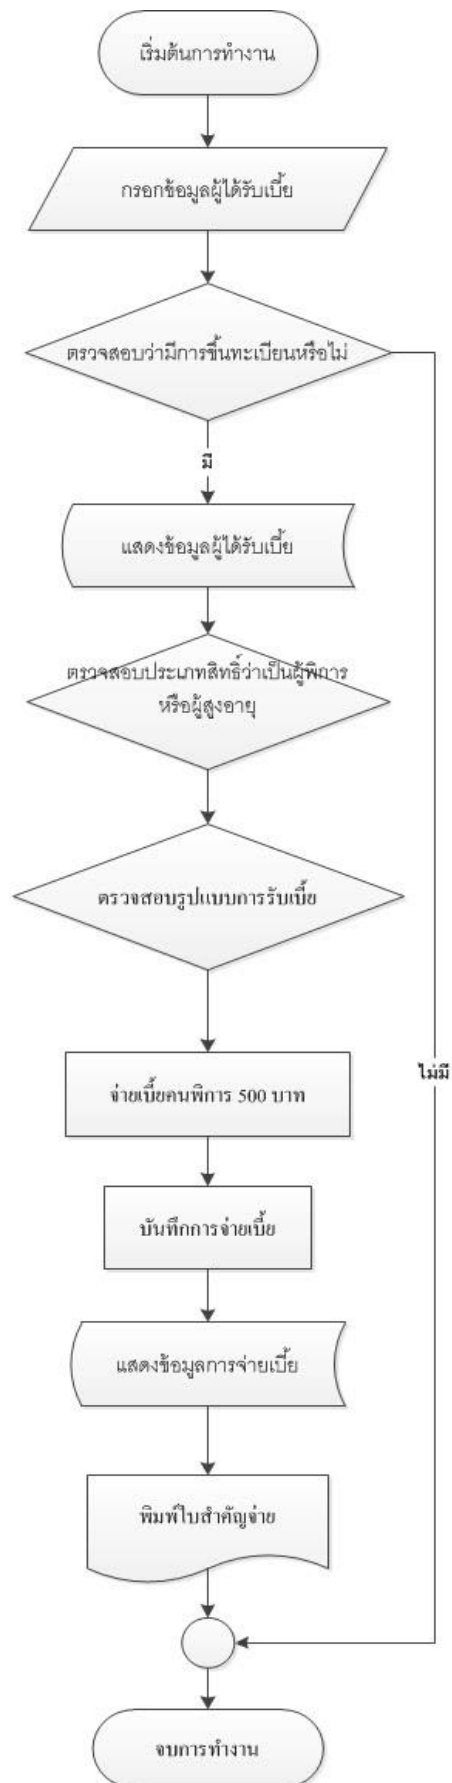 เริ่มต้นการทำงาน
กรอกข้อมูลผู้ได้รับเบี้ย
ตรวจสอบว่ามีการขึ้นทะเบียนหรือไม่
มี
แสดงข้อมูลผู้ได้รับเบี้ย
ตรวจสอบประเภทสิทธิ์ว่าเป็นผู้พิการ
หรือผู้สูงอายุ
ตรวจสอบรูปแบบการรับเบี้ย
ไม่มี
จ่ายเบี้ยคนพิการ 500 บาท
บันทึกการจ่ายเบี้ย
แสดงข้อมูลการจ่ายเบี้ย
พิมพ์ใบสำคัญจ่าย
จบการทำงาน